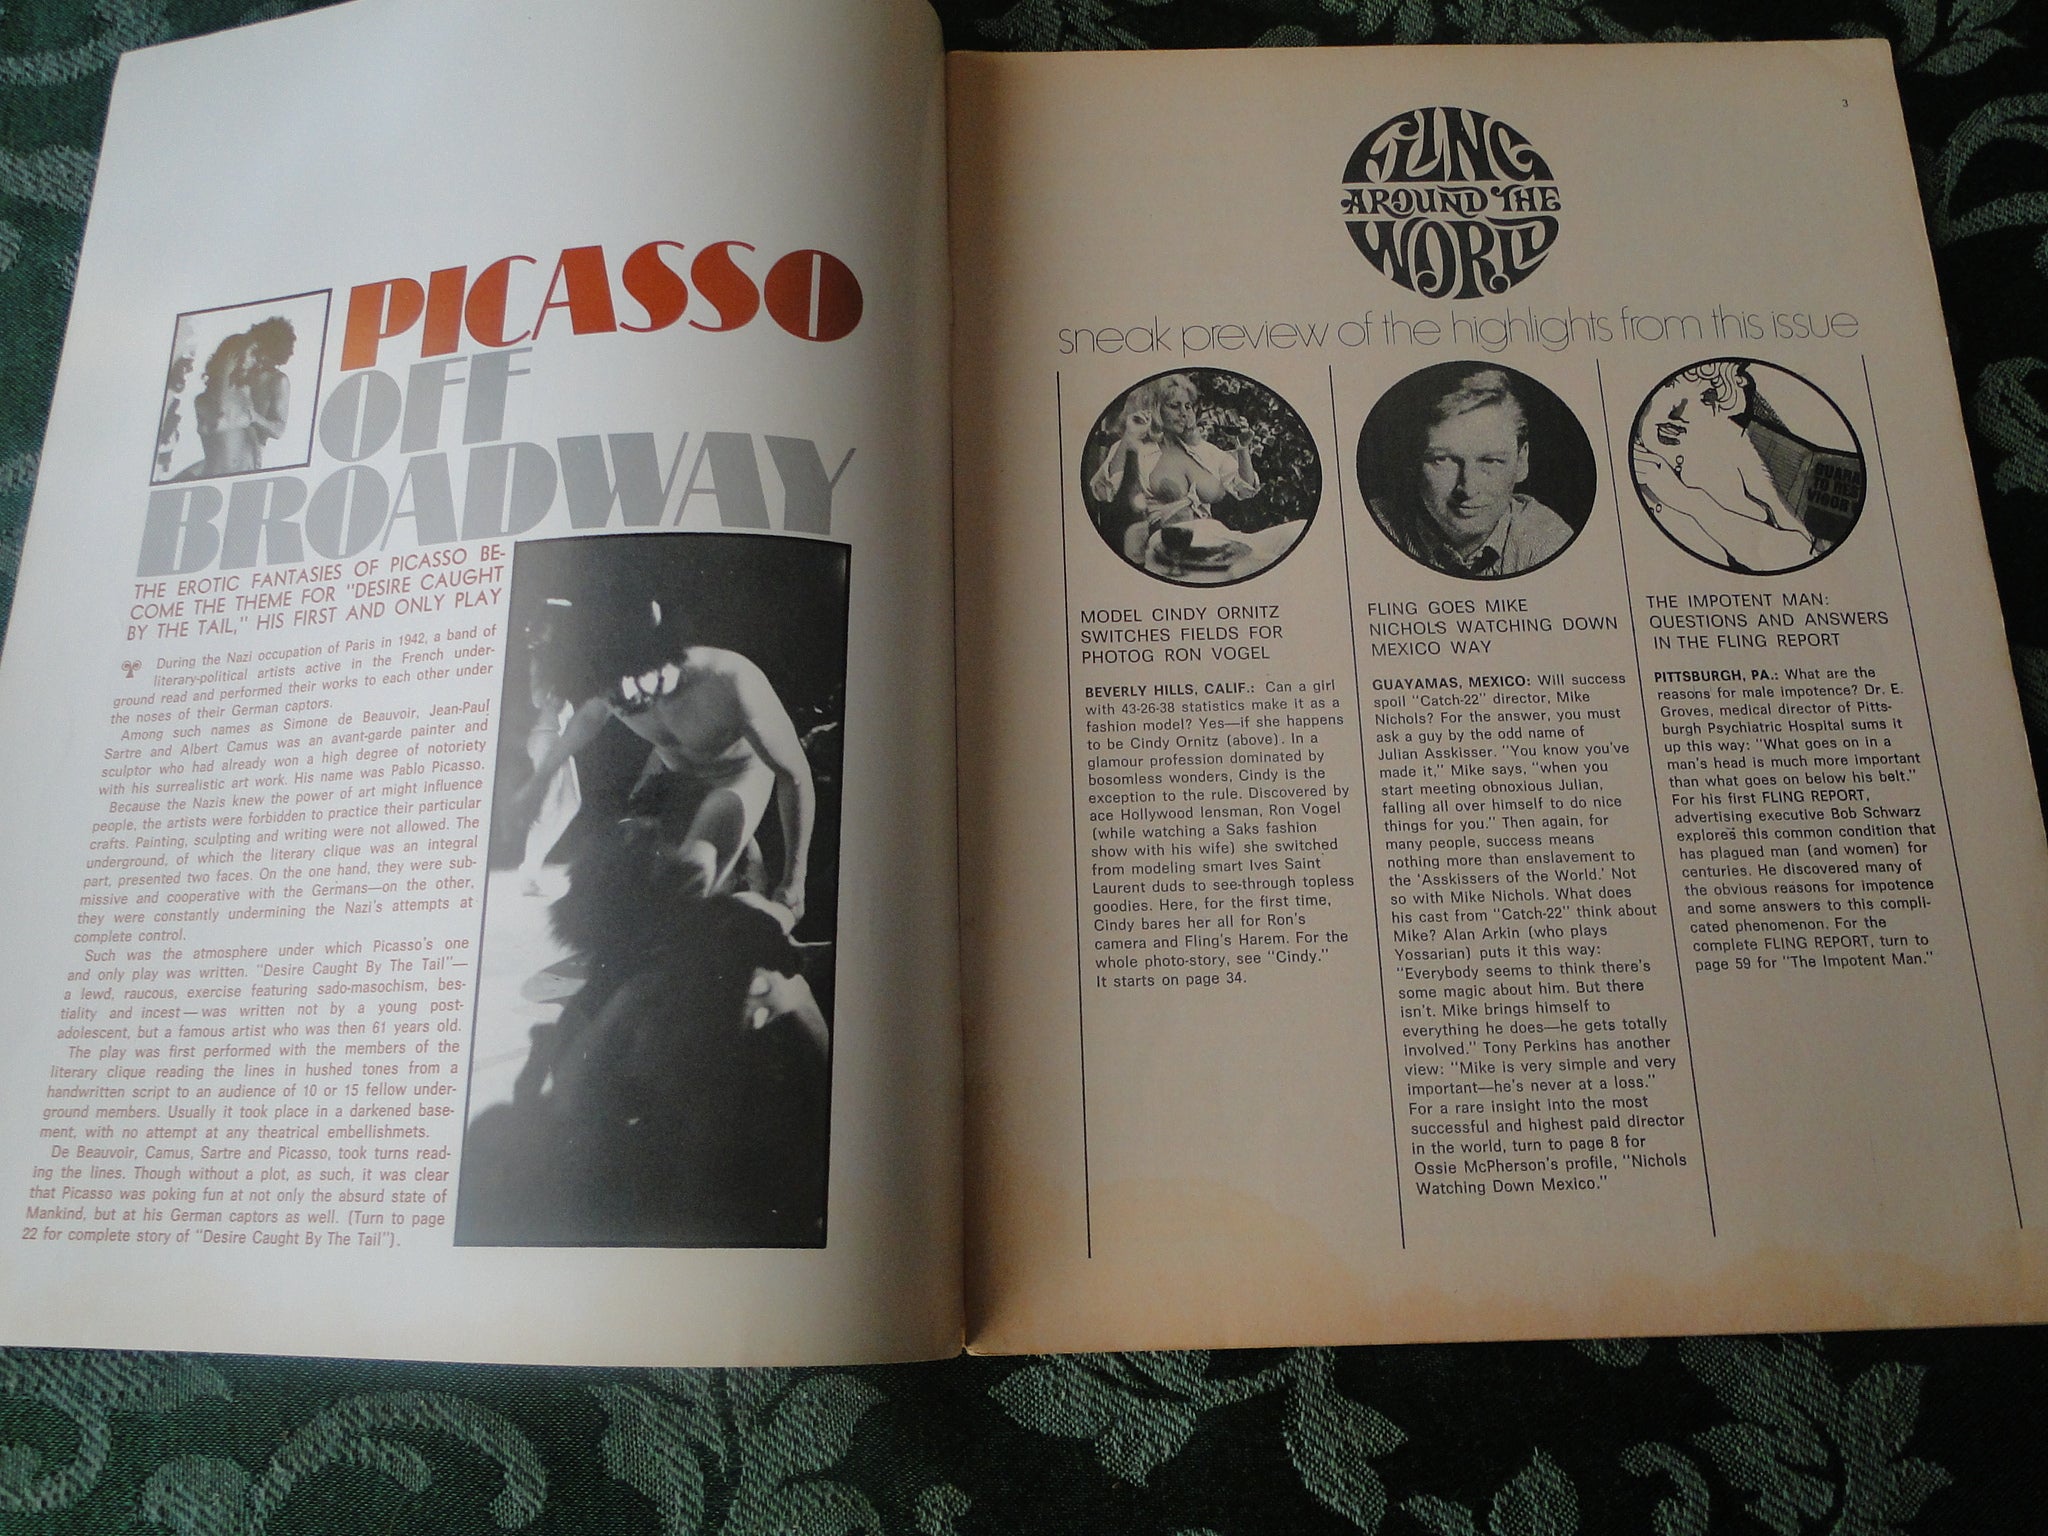 PICASSO
OFF
BROADWAY
THE EROTIC FANTASIES OF PICASSO BE-
COME THE THEME FOR "DESIRE CAUGHT
BY THE TAIL," HIS FIRST AND ONLY PLAY
During the Nazi occupation of Paris in 1942, a band of
literary-political artists active in the French under-
ground read and performed their works to each other under
the noses of their German captors.
Among such names as Simone de Beauvoir, Jean-Paul
Sartre and Albert Camus was an avant-garde painter and
sculptor who had already won a high degree of notoriety
with his surrealistic art work. His name was Pablo Picasso.
Because the Nazis knew the power of art might influence
people, the artists were forbidden to practice their particular
crafts. Painting, sculpting and writing were not allowed. The
underground, of which the literary clique was an integral
part, presented two faces. On the one hand, they were sub-
missive and cooperative with the Germans—on the other,
they were constantly undermining the Nazi's attempts at
complete control.
Such was the atmosphere under which Picasso's one
and only play was written. "Desire Caught By The Tail"—
a lewd, raucous, exercise featuring sado-masochism, bes-
tiality and incest—was written not by a young post-
adolescent, but a famous artist who was then 61 years old.
The play was first performed with the members of the
literary clique reading the lines in hushed tones from a
handwritten script to an audience of 10 or 15 fellow under-
ground members. Usually it took place in a darkened base-
ment, with no attempt at any theatrical embellishmets.
De Beauvoir, Camus, Sartre and Picasso, took turns read-
ing the lines. Though without a plot, as such, it was clear
that Picasso was poking fun at not only the absurd state of
Mankind, but at his German captors as well. (Turn to page
22 for complete story of "Desire Caught By The Tail").
3
FLING
AROUND THE
WORLD
sneak preview of the highlights from this issue
MODEL CINDY ORNITZ
SWITCHES FIELDS FOR
PHOTOG RON VOGEL
BEVERLY HILLS, CALIF.: Can a girl
with 43-26-38 statistics make it as a
fashion model? Yes—if she happens
to be Cindy Ornitz (above). In a
glamour profession dominated by
bosomless wonders, Cindy is the
exception to the rule. Discovered by
ace Hollywood lensman, Ron Vogel
(while watching a Saks fashion
show with his wife) she switched
from modeling smart Ives Saint
Laurent duds to see-through topless
goodies. Here, for the first time,
Cindy bares her all for Ron's
camera and Fling's Harem. For the
whole photo-story, see "Cindy."
It starts on page 34.
FLING GOES MIKE
NICHOLS WATCHING DOWN
MEXICO WAY
GUAYAMAS, MEXICO: Will success
spoil "Catch-22" director, Mike
Nichols? For the answer, you must
ask a guy by the odd name of
Julian Asskisser. "You know you've
made it," Mike says, "when you
start meeting obnoxious Julian,
falling all over himself to do nice
things for you." Then again, for
many people, success means
nothing more than enslavement to
the 'Asskissers of the World.' Not
so with Mike Nichols. What does
his cast from "Catch-22" think about
Mike? Alan Arkin (who plays
Yossarian) puts it this way:
"Everybody seems to think there's
some magic about him. But there
isn't. Mike brings himself to
everything he does—he gets totally
involved." Tony Perkins has another
view: "Mike is very simple and very
important—he's never at a loss."
For a rare insight into the most
successful and highest paid director
in the world, turn to page 8 for
Ossie McPherson's profile, "Nichols
Watching Down Mexico."
THE IMPOTENT MAN:
QUESTIONS AND ANSWERS
IN THE FLING REPORT
PITTSBURGH, PA.: What are the
reasons for male impotence? Dr. E.
Groves, medical director of Pitts-
burgh Psychiatric Hospital sums it
up this way: "What goes on in a
man's head is much more important
than what goes on below his belt."
For his first FLING REPORT,
advertising executive Bob Schwarz
explores this common condition that
has plagued man (and women) for
centuries. He discovered many of
the obvious reasons for impotence
and some answers to this compli-
cated phenomenon. For the
complete FLING REPORT, turn to
page 59 for "The Impotent Man."